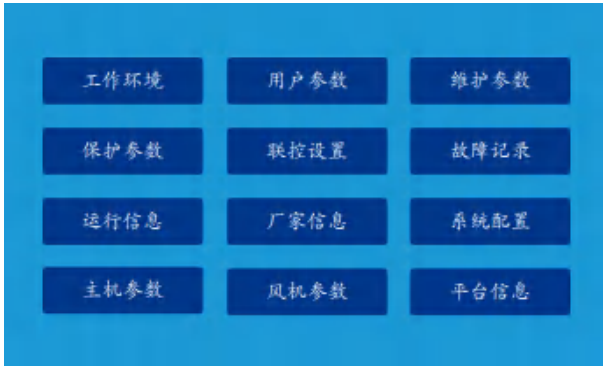 工作环境 用户参数 维护参数
保护参数 联控设置 故障记录
运行信息 厂家信息 系统配置
主机参数 风机参数 平台信息